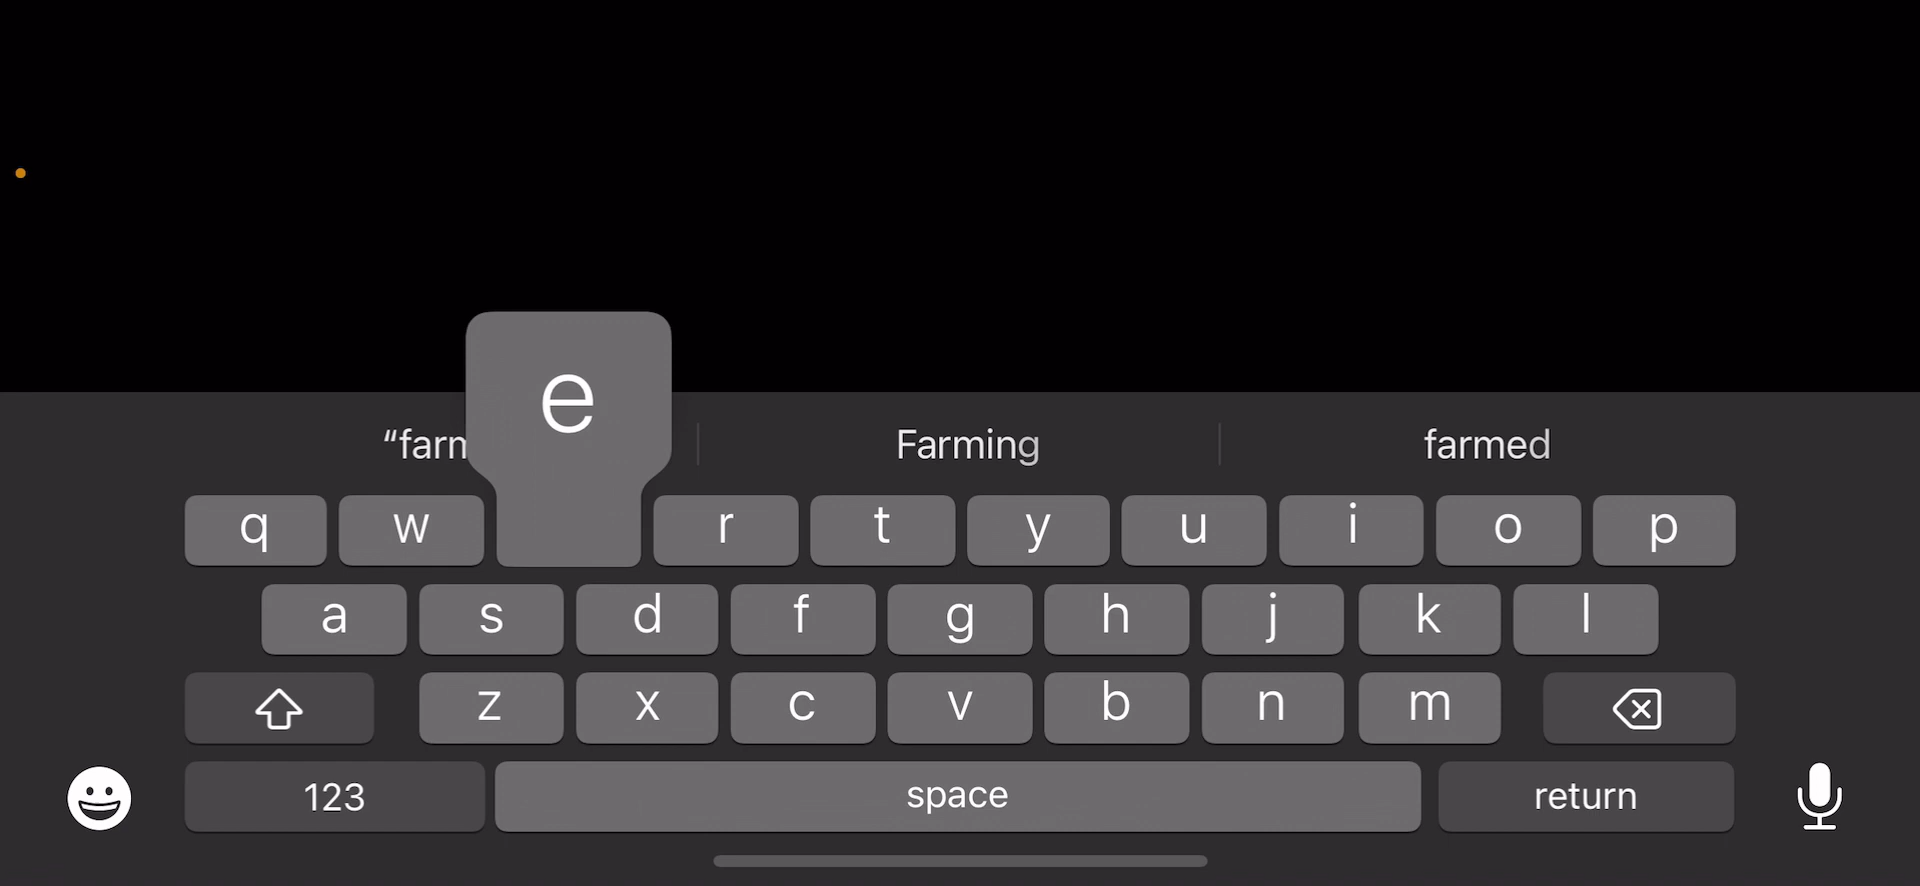 e
“farm Farming farmed
q w r t y u i o p
a s d f g h j k l
z x c v b n m
123 space return